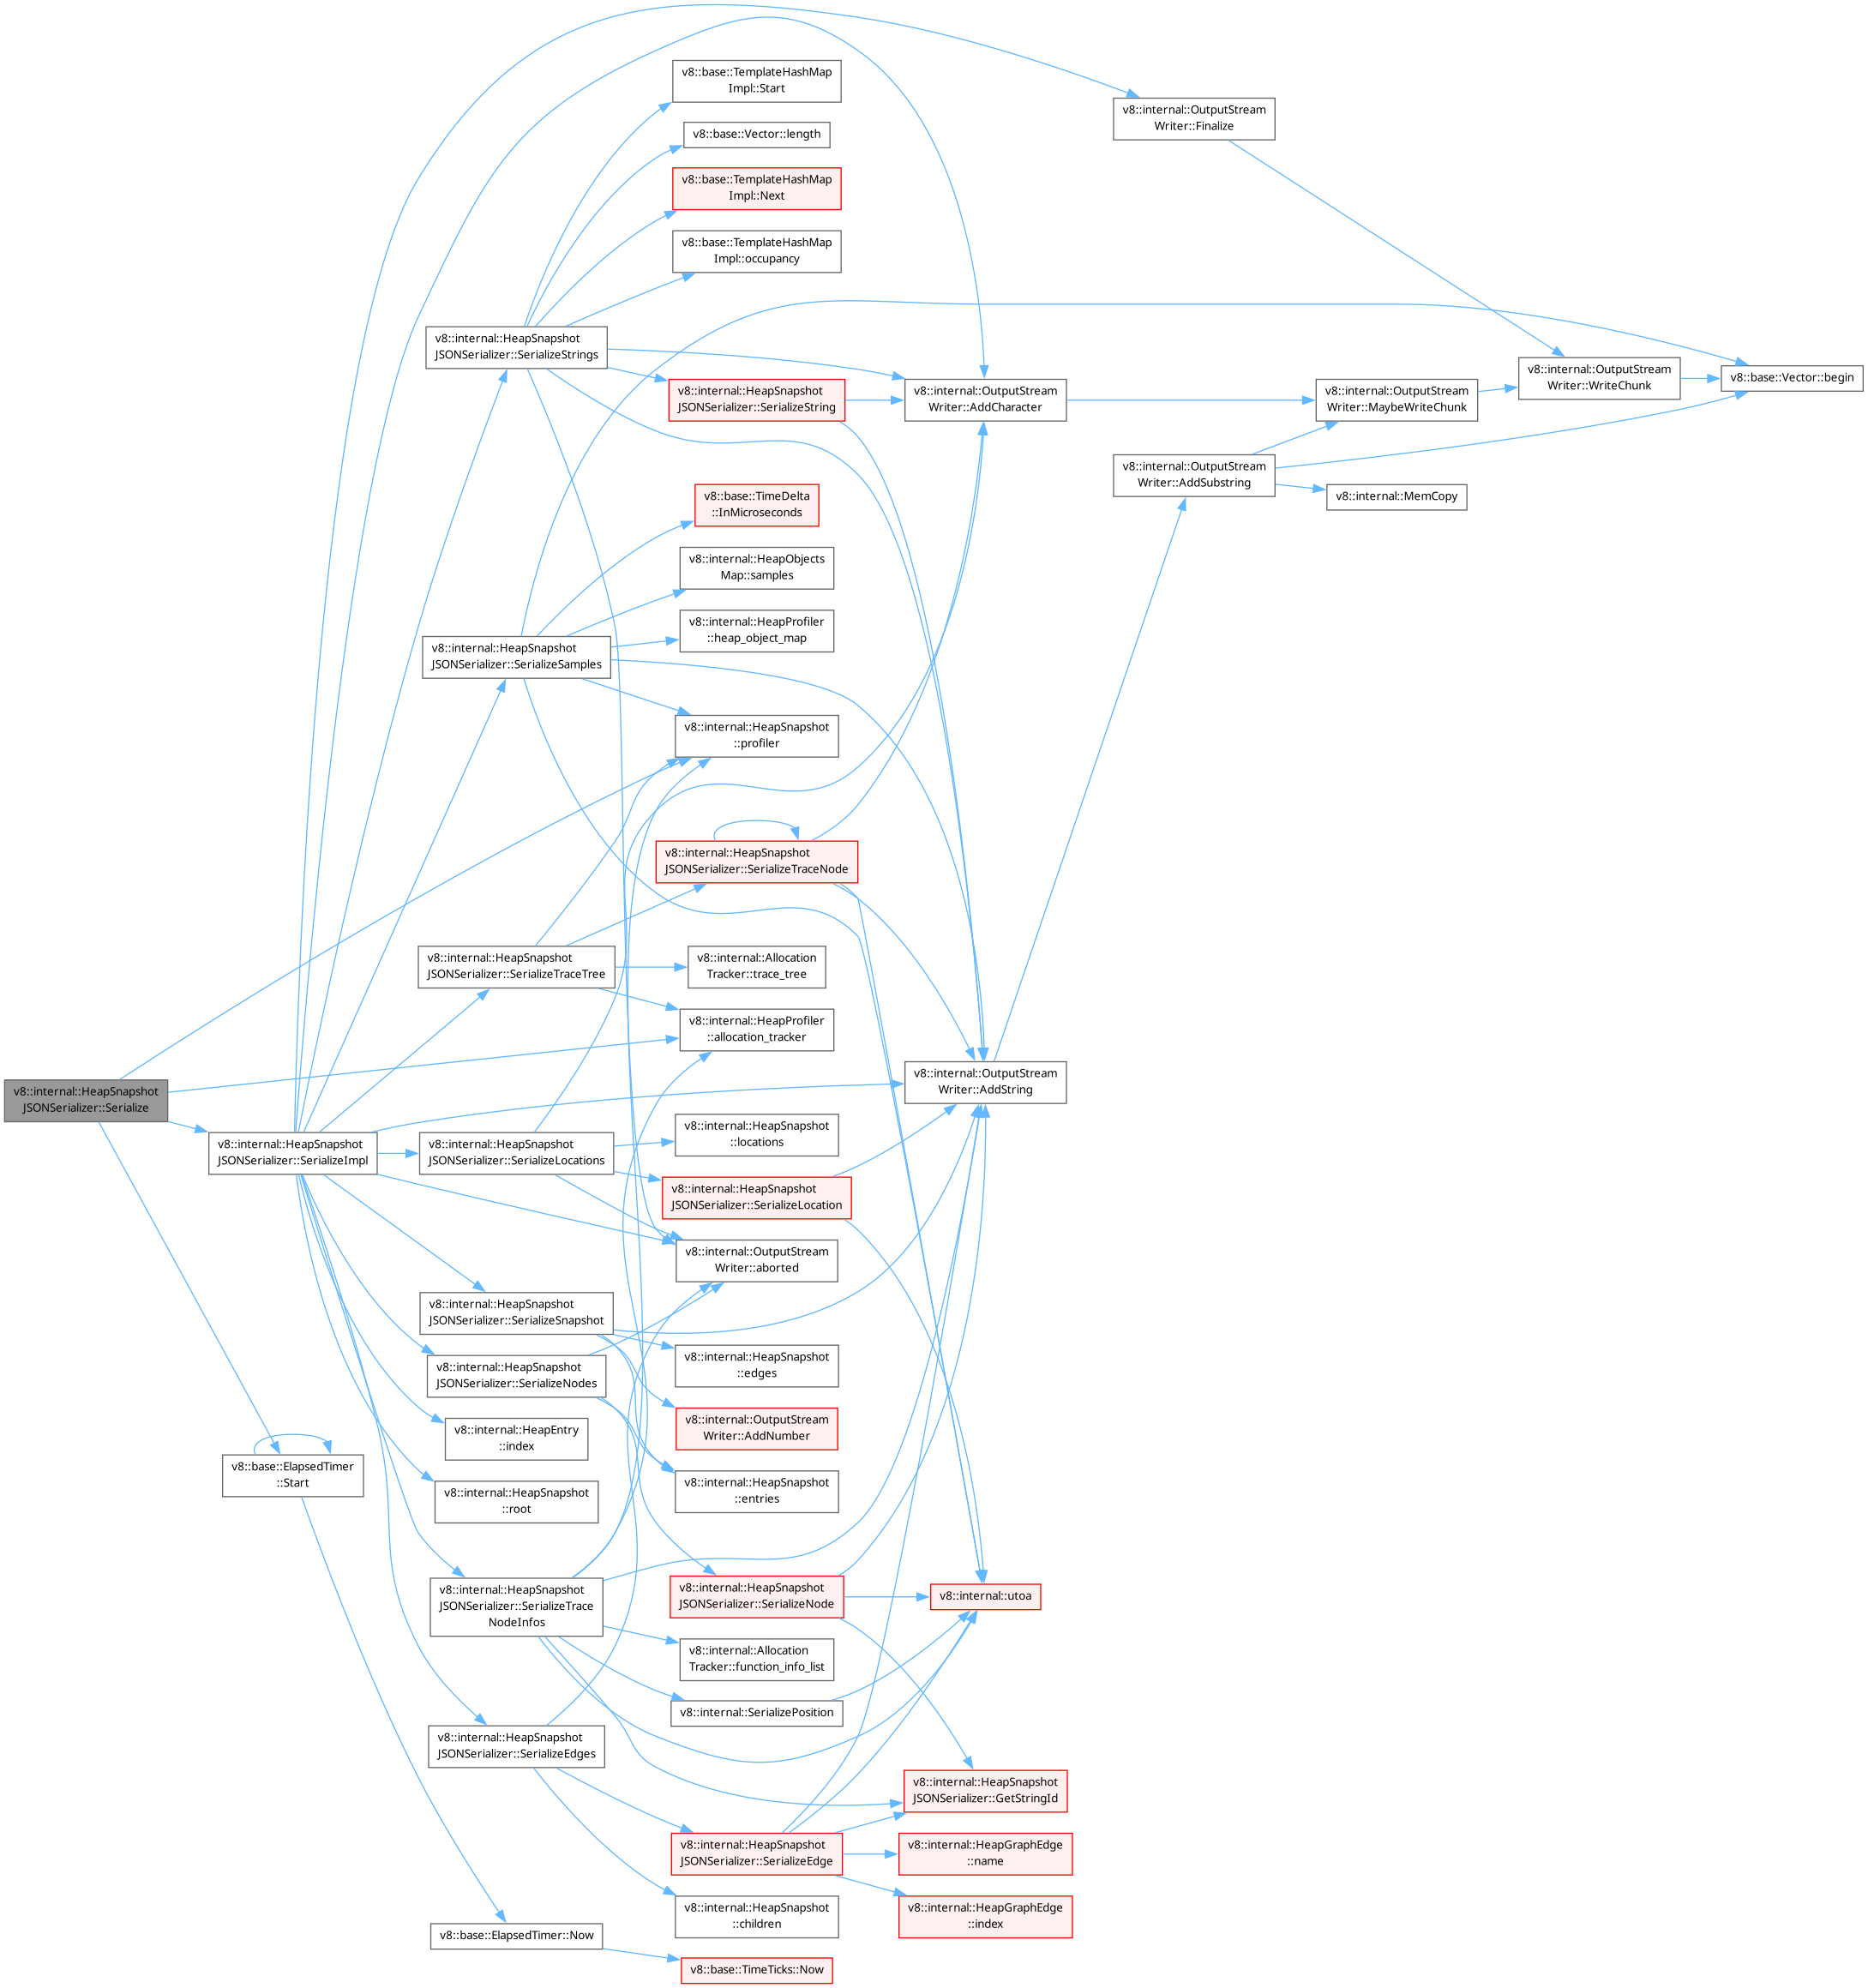 v8::base::TemplateHashMap
Impl::Start
v8::internal::OutputStream
Writer::Finalize
v8::base::Vector::length
v8::base::TemplateHashMap
Impl::Next
v8::base::TemplateHashMap
Impl::occupancy
v8::internal::HeapSnapshot
JSONSerializer::SerializeStrings
v8::internal::HeapSnapshot
JSONSerializer::SerializeString
v8::internal::OutputStream
Writer::AddCharacter
v8::internal::OutputStream
Writer::MaybeWriteChunk
v8::internal::OutputStream
Writer::WriteChunk
v8::base::Vector::begin
v8::internal::OutputStream
Writer::AddSubstring
v8::internal::MemCopy
v8::base::TimeDelta
::InMicroseconds
v8::internal::HeapObjects
Map::samples
v8::internal::HeapProfiler
::heap_object_map
v8::internal::HeapSnapshot
JSONSerializer::SerializeSamples
v8::internal::HeapSnapshot
::profiler
v8::internal::HeapSnapshot
JSONSerializer::SerializeTraceNode
v8::internal::HeapSnapshot
JSONSerializer::SerializeTraceTree
v8::internal::Allocation
Tracker::trace_tree
v8::internal::HeapProfiler
::allocation_tracker
v8::internal::HeapSnapshot
JSONSerializer::Serialize
v8::internal::OutputStream
Writer::AddString
v8::internal::HeapSnapshot
JSONSerializer::SerializeImpl
v8::internal::HeapSnapshot
JSONSerializer::SerializeLocations
v8::internal::HeapSnapshot
::locations
v8::internal::HeapSnapshot
JSONSerializer::SerializeLocation
v8::internal::OutputStream
Writer::aborted
v8::internal::HeapSnapshot
JSONSerializer::SerializeSnapshot
v8::internal::HeapSnapshot
::edges
v8::internal::HeapSnapshot
JSONSerializer::SerializeNodes
v8::internal::OutputStream
Writer::AddNumber
v8::internal::HeapEntry
::index
v8::base::ElapsedTimer
::Start
v8::internal::HeapSnapshot
::root
v8::internal::HeapSnapshot
::entries
v8::internal::HeapSnapshot
JSONSerializer::SerializeTrace
NodeInfos
v8::internal::HeapSnapshot
JSONSerializer::SerializeNode
v8::internal::utoa
v8::internal::Allocation
Tracker::function_info_list
v8::internal::SerializePosition
v8::internal::HeapSnapshot
JSONSerializer::SerializeEdges
v8::internal::HeapSnapshot
JSONSerializer::GetStringId
v8::internal::HeapSnapshot
JSONSerializer::SerializeEdge
v8::internal::HeapGraphEdge
::name
v8::internal::HeapSnapshot
::children
v8::internal::HeapGraphEdge
::index
v8::base::ElapsedTimer::Now
v8::base::TimeTicks::Now